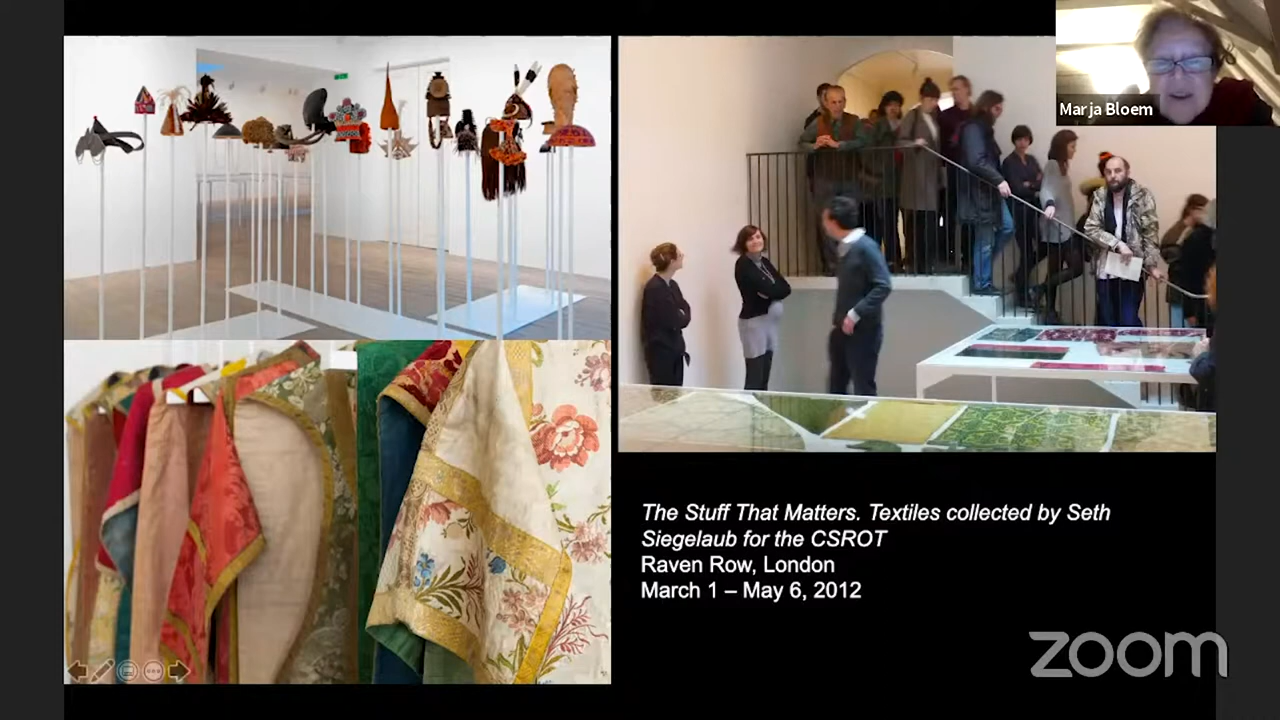 Marja Bloem
The Stuff That Matters. Textiles collected by Seth
Siegelaub for the CSROT
Raven Row, London
March 1 – May 6, 2012
zoom